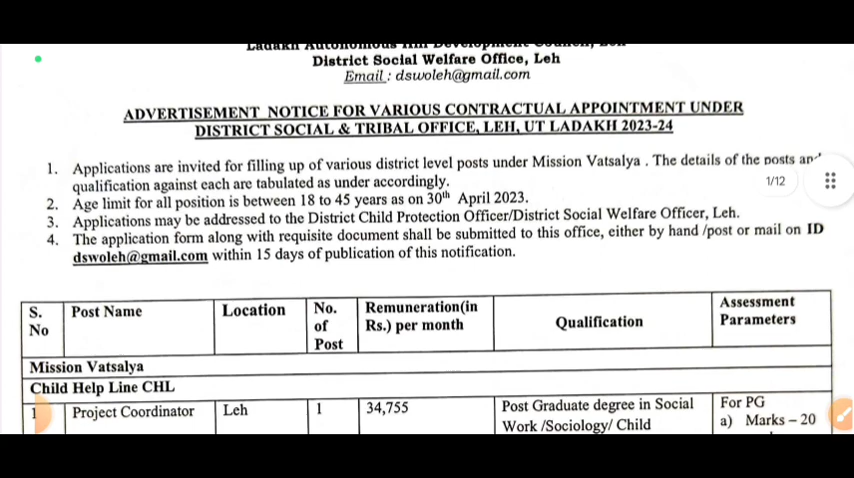 Ladakh Autonomous Hill Development Council, Leh
District Social Welfare Office, Leh
Email : dswoleh@gmail.com
ADVERTISEMENT NOTICE FOR VARIOUS CONTRACTUAL APPOINTMENT UNDER
DISTRICT SOCIAL & TRIBAL OFFICE, LEH, UT LADAKH 2023-24
1. Applications are invited for filling up of various district level posts under Mission Vatsalya . The details of the posts and
qualification against each are tabulated as under accordingly.
1/12
2. Age limit for all position is between 18 to 45 years as on 30th April 2023.
3. Applications may be addressed to the District Child Protection Officer/District Social Welfare Officer, Leh.
4. The application form along with requisite document shall be submitted to this office, either by hand /post or mail on ID
dswoleh@gmail.com within 15 days of publication of this notification.
S. No Post Name Location No. of Post Remuneration(in Rs.) per month Qualification Assessment Parameters
Mission Vatsalya
Child Help Line CHL
1 Project Coordinator Leh 1 34,755 Post Graduate degree in Social For PG
Work /Sociology/ Child a) Marks – 20